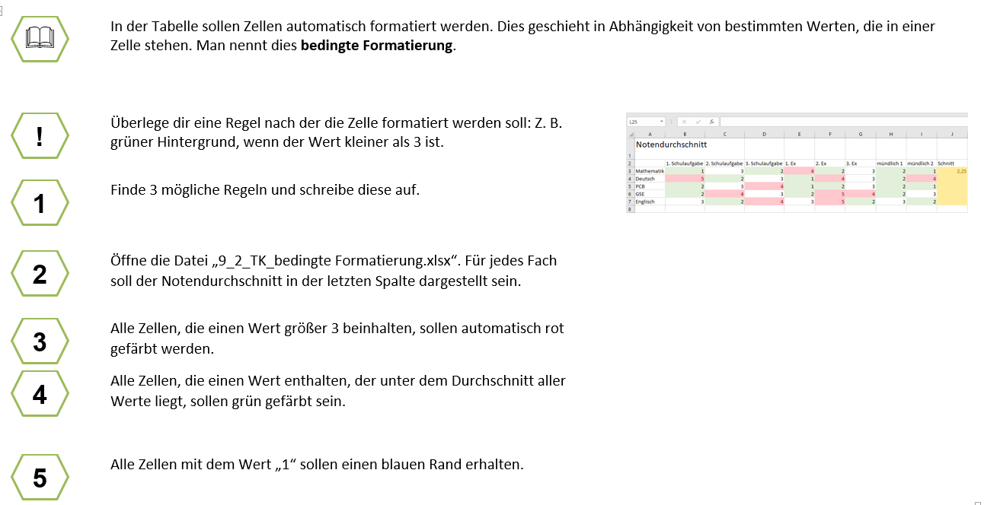 In der Tabelle sollen Zellen automatisch formatiert werden. Dies geschieht in Abhängigkeit von bestimmten Werten, die in einer
Zelle stehen. Man nennt dies bedingte Formatierung.
!
Überlege dir eine Regel nach der die Zelle formatiert werden soll: Z. B.
grüner Hintergrund, wenn der Wert kleiner als 3 ist.
1
Finde 3 mögliche Regeln und schreibe diese auf.
2
Öffne die Datei „9_2_TK_bedingte Formatierung.xlsx“. Für jedes Fach
soll der Notendurchschnitt in der letzten Spalte dargestellt sein.
3
Alle Zellen, die einen Wert größer 3 beinhalten, sollen automatisch rot
gefärbt werden.
4
Alle Zellen, die einen Wert enthalten, der unter dem Durchschnitt aller
Werte liegt, sollen grün gefärbt sein.
5
Alle Zellen mit dem Wert „1“ sollen einen blauen Rand erhalten.
L25 fx
A B C D E F G H I J
1 Notendurchschnitt
2 1. Schulaufgabe 2. Schulaufgabe 3. Schulaufgabe 1. Ex 2. Ex 3. Ex mündlich 1 mündlich 2 Schnitt
3 Mathematik 1 3 2 4 2 3 2 1 2,25
4 Deutsch 5 2 3 1 4 3 2 4
5 PCB 2 3 4 1 2 3 2 1
6 GSE 2 4 3 2 5 4 2 3
7 Englisch 3 2 4 3 5 2 3 2
8